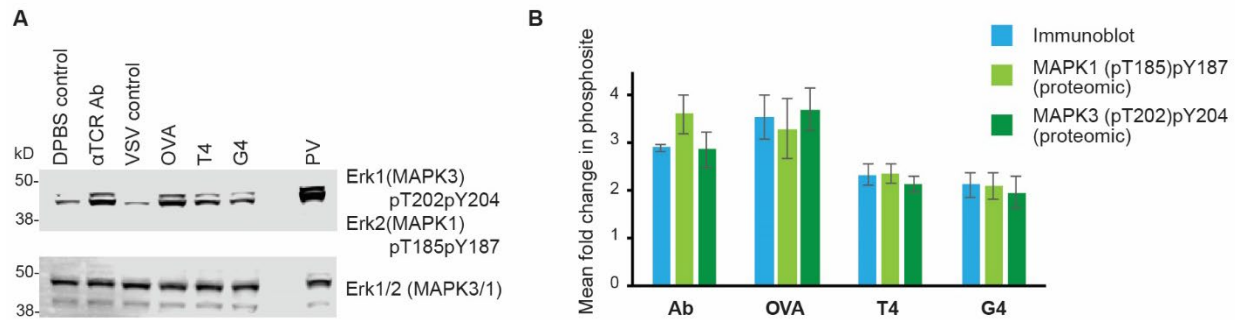 A
DPBS control
αTCR Ab
VSV control
OVA
T4
G4
PV
kD
50-
38-
Erk1(MAPK3)
pT202pY204
Erk2(MAPK1)
pT185pY187
50-
38-
Erk1/2 (MAPK3/1)
B
Immunoblot
MAPK1 (pT185)pY187
(proteomic)
MAPK3 (pT202)pY204
(proteomic)
Mean fold change in phosphosite
4
3
2
1
0
Ab
OVA
T4
G4